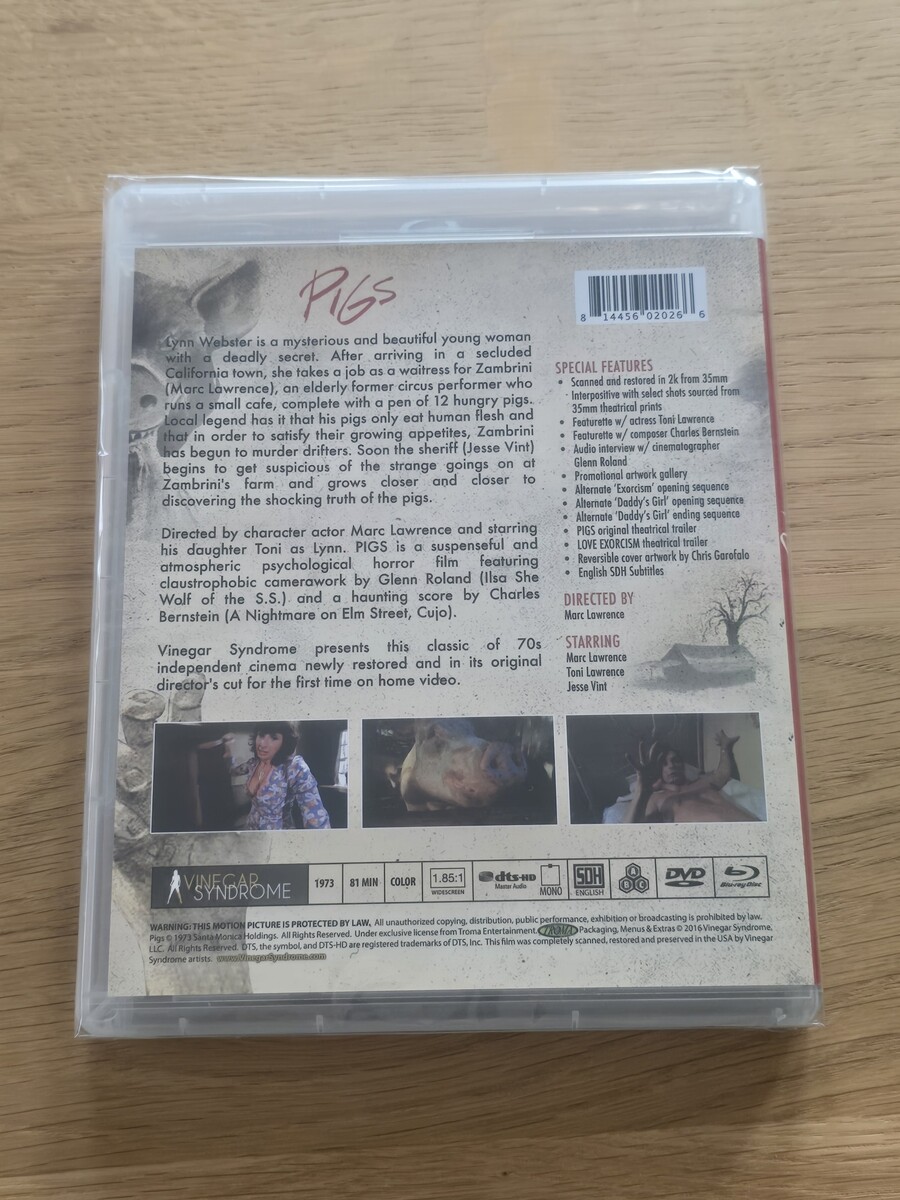 PIGS
Lynn Webster is a mysterious and beautiful young woman
with a deadly secret. After arriving in a secluded
California town, she takes a job as a waitress for Zambrini
(Marc Lawrence), an elderly former circus performer who
runs a small cafe, complete with a pen of 12 hungry pigs.
Local legend has it that his pigs only eat human flesh and
that in order to satisfy their growing appetites, Zambrini
has begun to murder drifters. Soon the sheriff (Jesse Vint)
begins to get suspicious of the strange goings on at
Zambrini's farm and grows closer and closer to
discovering the shocking truth of the pigs.
Directed by character actor Marc Lawrence and starring
his daughter Toni as Lynn. PIGS is a suspenseful and
atmospheric psychological horror film featuring
claustrophobic camerawork by Glenn Roland (Ilsa She
Wolf of the S.S.) and a haunting score by Charles
Bernstein (A Nightmare on Elm Street, Cujo).
Vinegar Syndrome presents this classic of 70s
independent cinema newly restored and in its original
director's cut for the first time on home video.
8 14456 02026 6
SPECIAL FEATURES
• Scanned and restored in 2k from 35mm
Interpositive with select shots sourced from
35mm theatrical prints
• Featurette w/ actress Toni Lawrence
• Featurette w/ composer Charles Bernstein
• Audio interview w/ cinematographer
Glenn Roland
• Promotional artwork gallery
• Alternate 'Exorcism' opening sequence
• Alternate 'Daddy's Girl' opening sequence
• Alternate 'Daddy's Girl' ending sequence
• PIGS original theatrical trailer
• LOVE EXORCISM theatrical trailer
• Reversible cover artwork by Chris Garofalo
• English SDH Subtitles
DIRECTED BY
Marc Lawrence
STARRING
Marc Lawrence
Toni Lawrence
Jesse Vint
VINEGAR
SYNDROME
1973
81 MIN
COLOR
1.85:1
WIDESCREEN
dts-HD
Master Audio
MONO
SDH
ENGLISH
A B C
DVD
Blu-ray Disc
WARNING: THIS MOTION PICTURE IS PROTECTED BY LAW. All unauthorized copying, distribution, public performance, exhibition or broadcasting is prohibited by law.
Pigs © 1973 Santa Monica Holdings. All Rights Reserved. Under exclusive license from Troma Entertainment. TROMA Packaging, Menus & Extras © 2016 Vinegar Syndrome,
LLC. All Rights Reserved. DTS, the symbol, and DTS-HD are registered trademarks of DTS, Inc. This film was completely scanned, restored and preserved in the USA by Vinegar
Syndrome artists. www.VinegarSyndrome.com